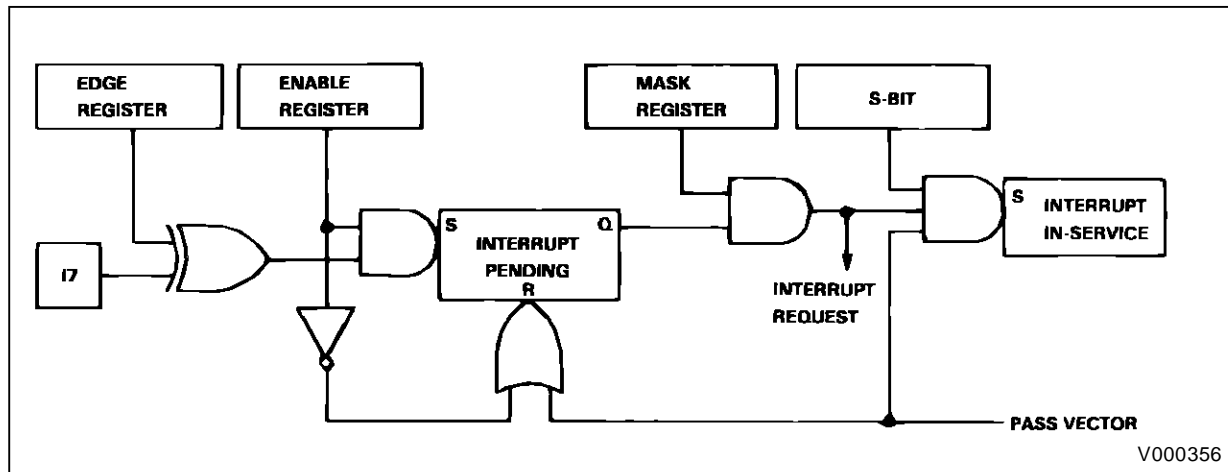 EDGE
REGISTER
ENABLE
REGISTER
MASK
REGISTER
S-BIT
I7
S
INTERRUPT
PENDING
R
Q
INTERRUPT
REQUEST
S
INTERRUPT
IN-SERVICE
PASS VECTOR
V000356